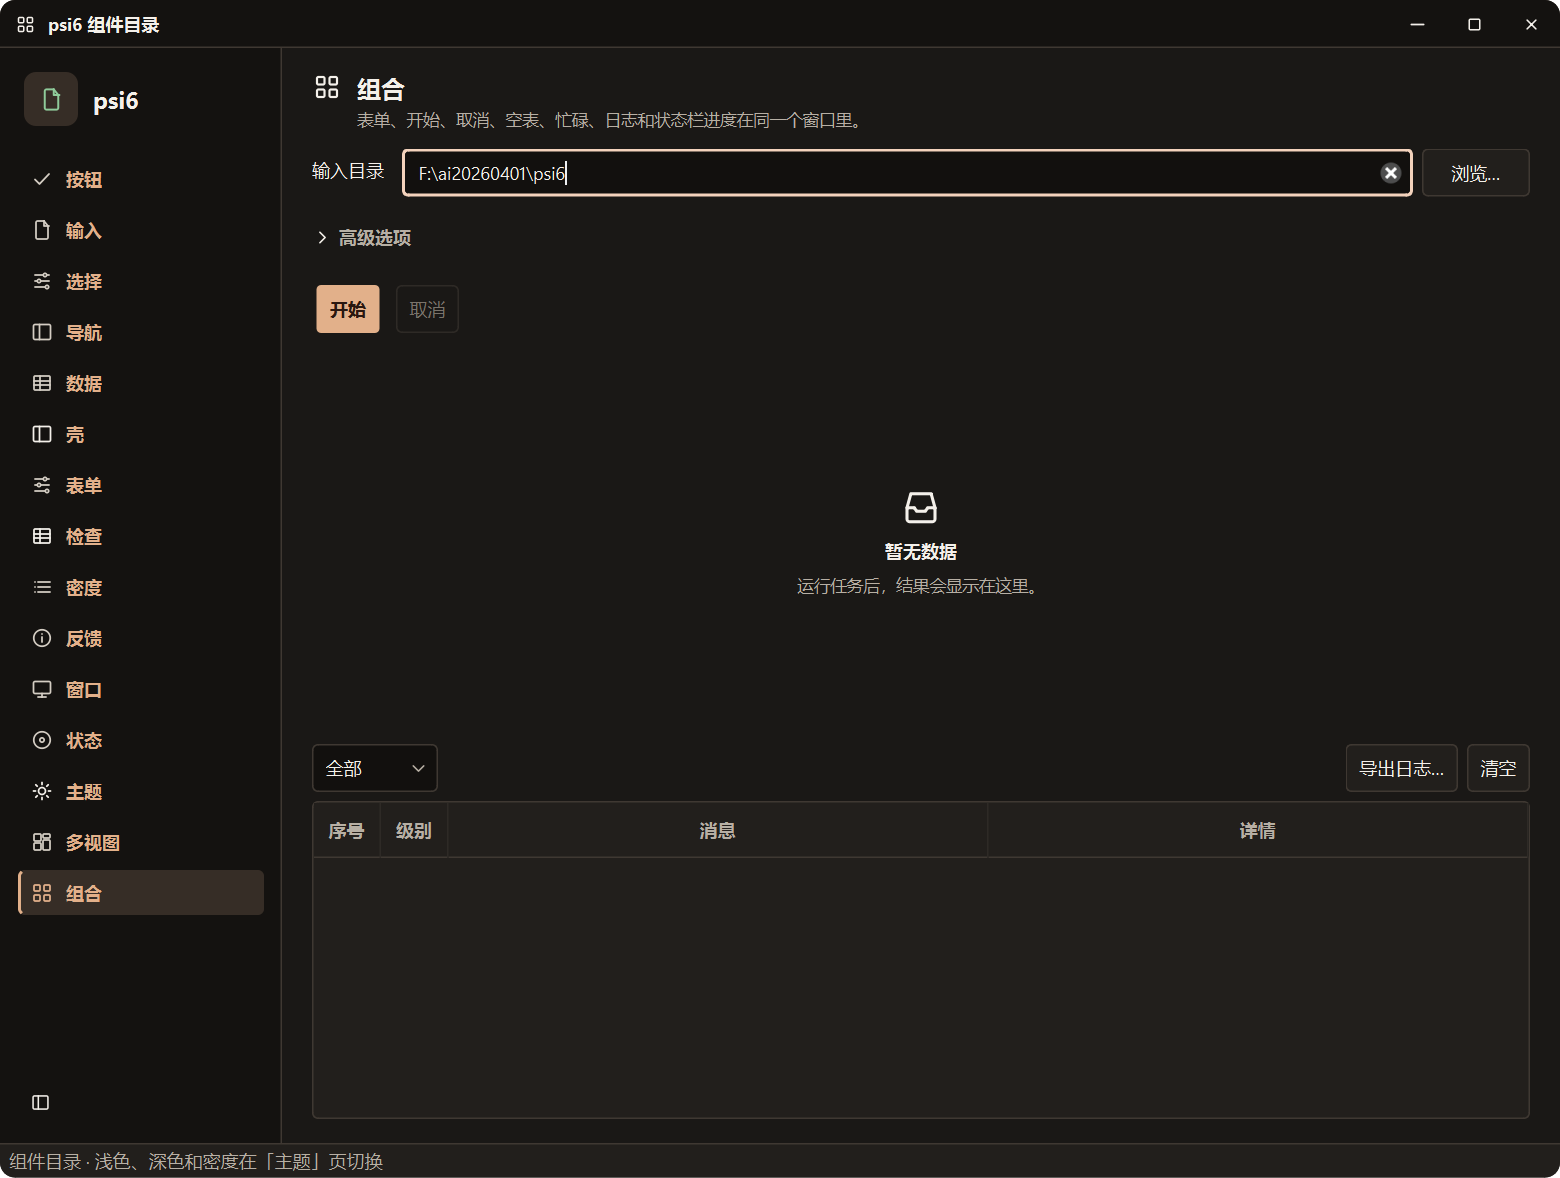 psi6 组件目录
psi6
按钮
输入
选择
导航
数据
壳
表单
检查
密度
反馈
窗口
状态
主题
多视图
组合
组合
表单、开始、取消、空表、忙碌、日志和状态栏进度在同一个窗口里。
输入目录 F:\ai20260401\psi6 浏览...
高级选项
开始 取消
暂无数据
运行任务后，结果会显示在这里。
全部 导出日志... 清空
序号 级别 消息 详情
组件目录 · 浅色、深色和密度在「主题」页切换